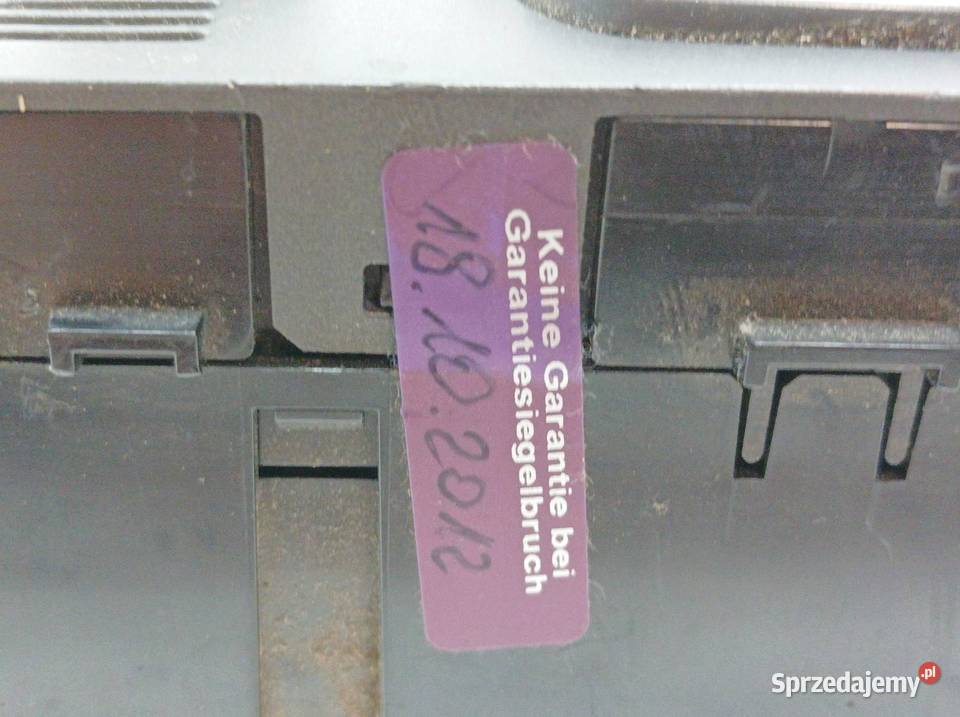 Keine Garantie bei
Garantiesiegelbruch
18.10.2012
Sprzedajemy.pl